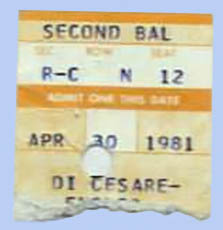 SECOND BAL
SEC ROW SEAT
R-C N 12
ADMIT ONE THIS DATE
APR 30 1981
DI CESARE-